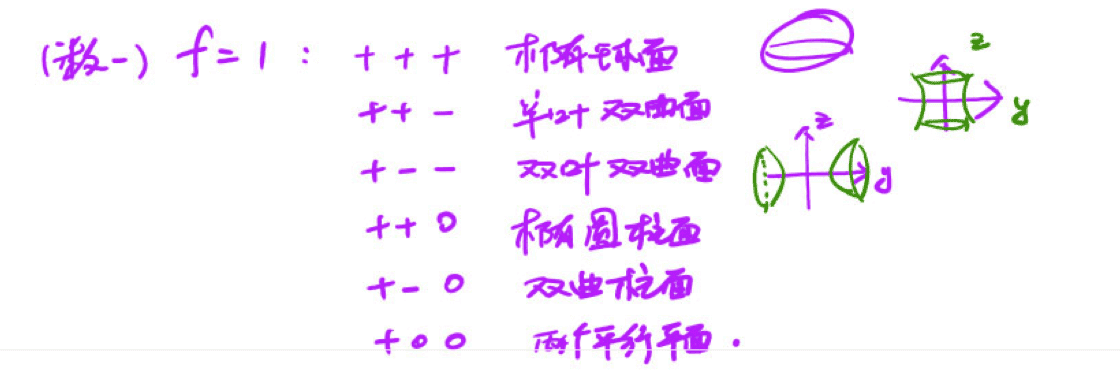 (数一) f=1: + + + 椭球面
z
+ + - 单叶双曲面
y
+ - - 双叶双曲面
z
y
+ + 0 椭圆柱面
+ - 0 双曲柱面
+ 0 0 两个平行平面.